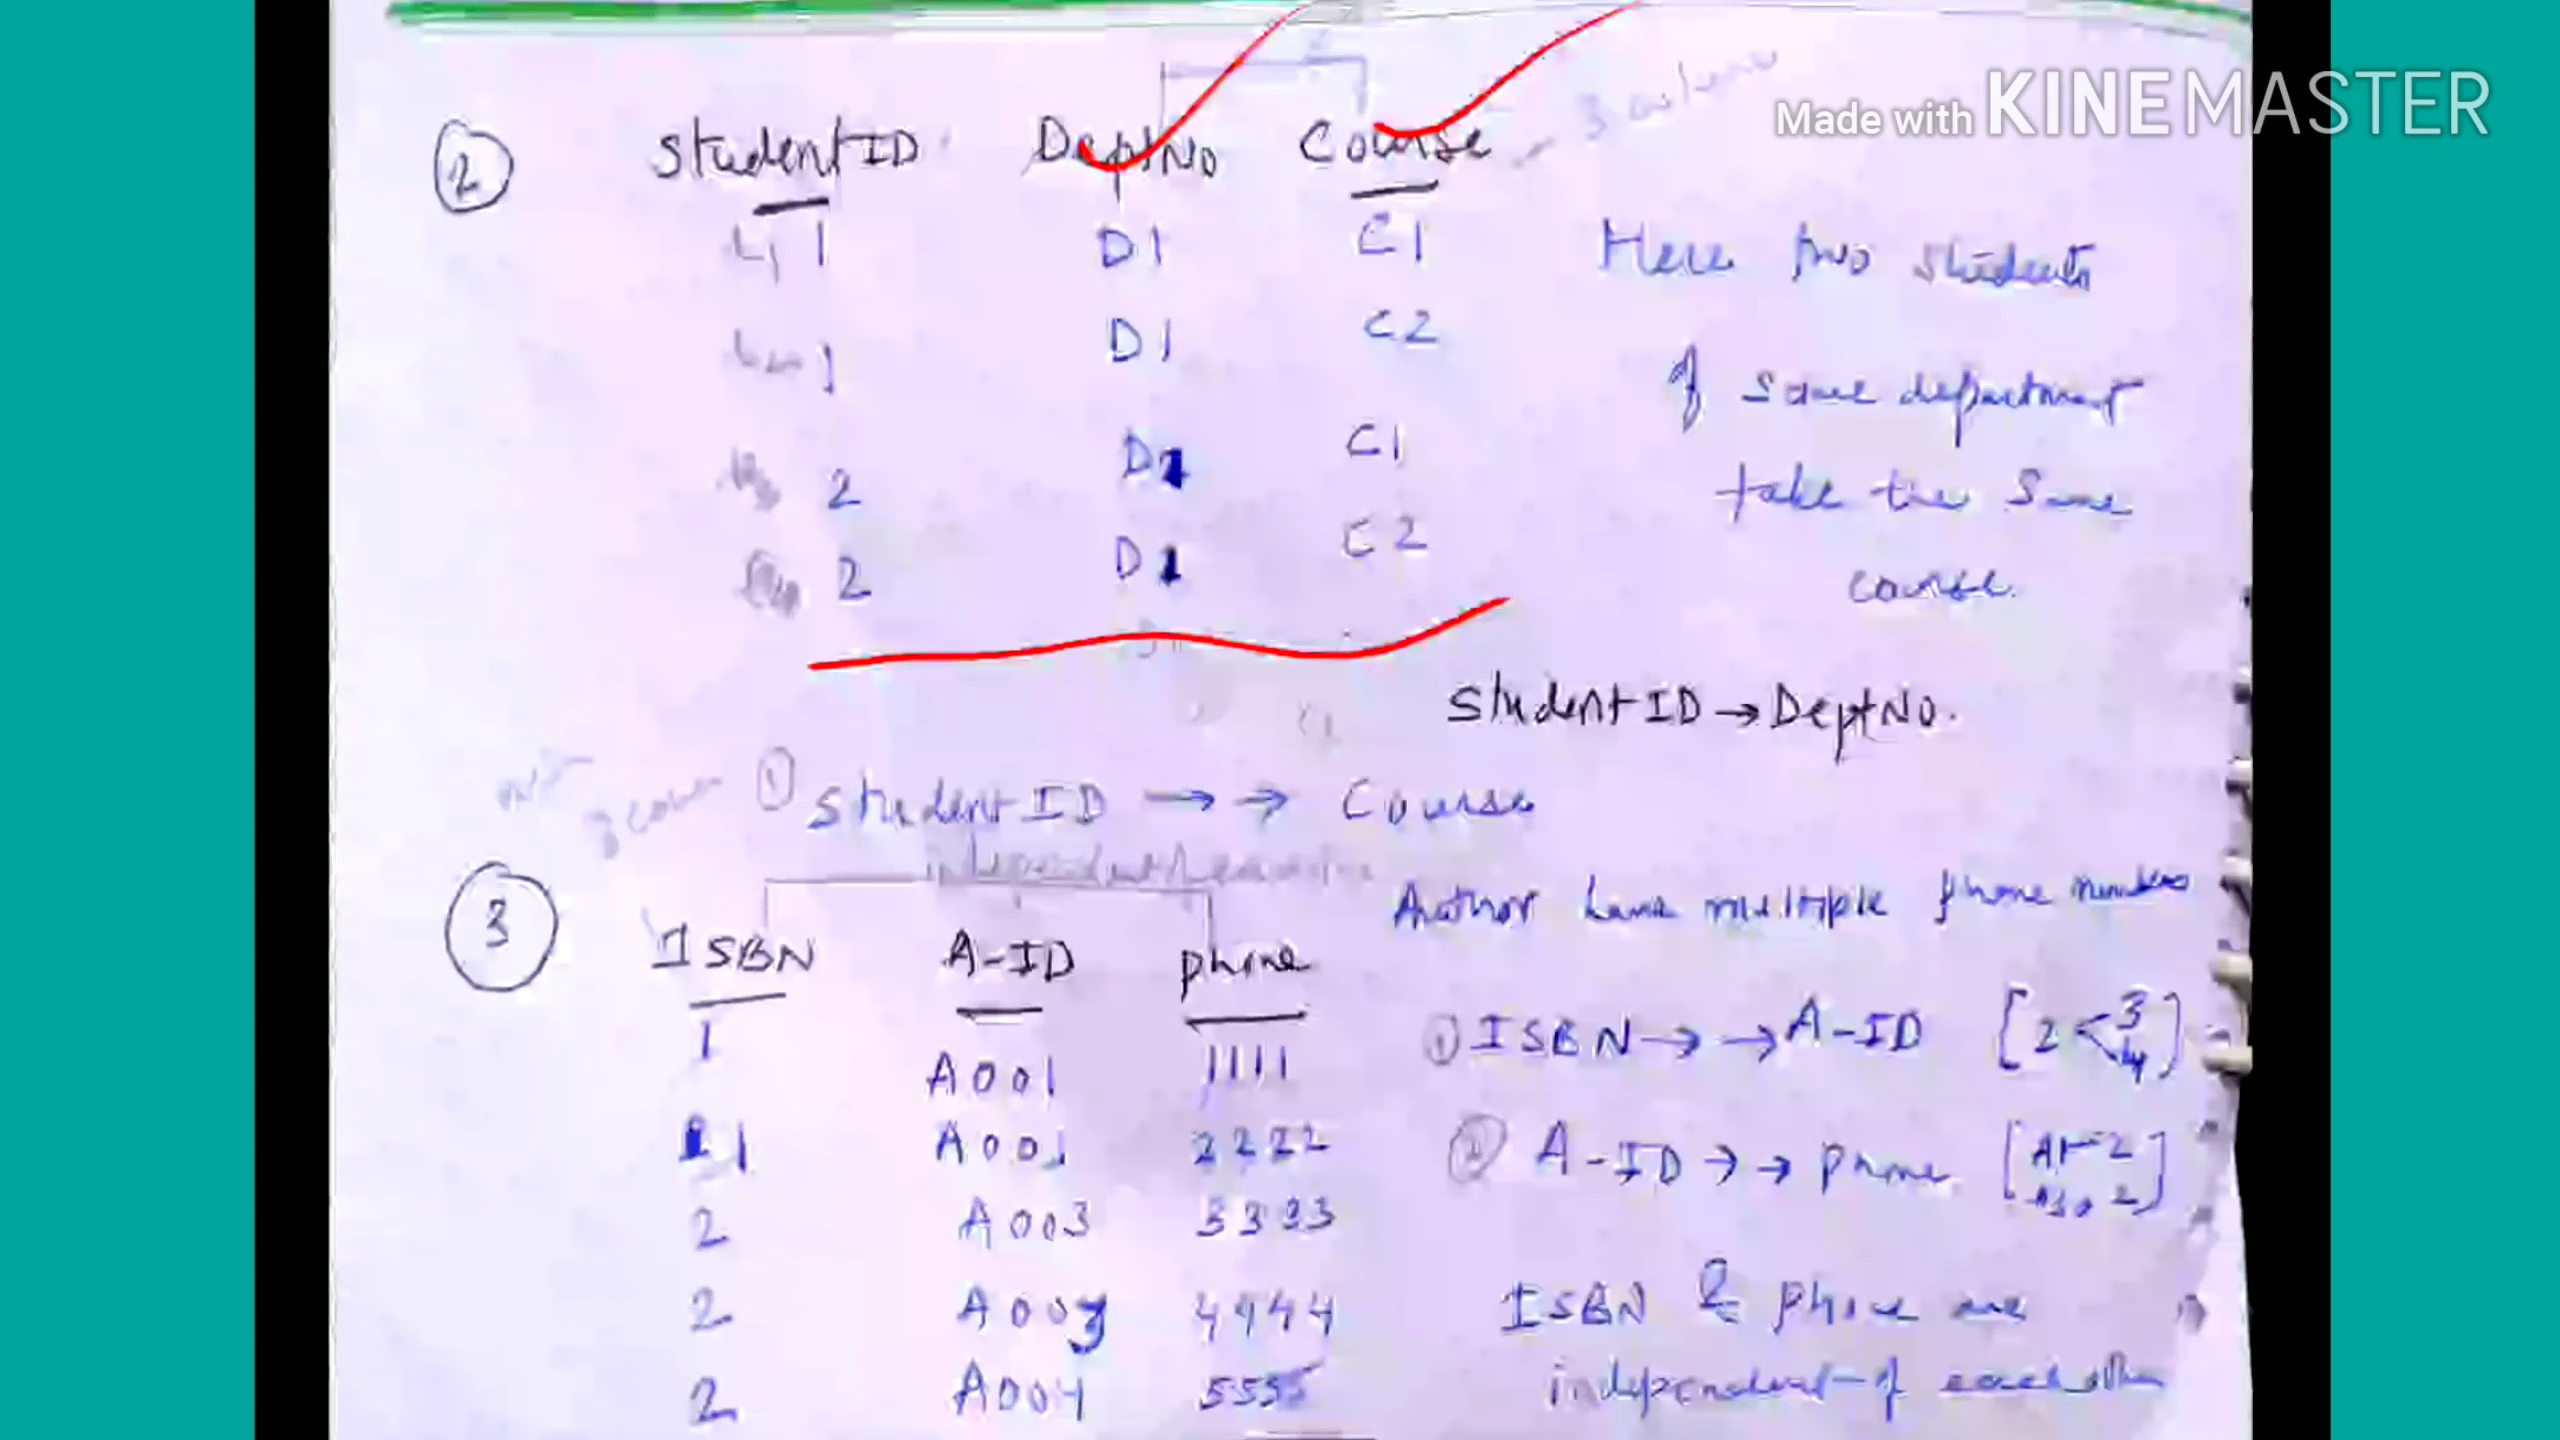 Made with KINEMASTER
2 StudentID DeptNo Course
1 D1 C1
1 D1 C2
2 D1 C1
2 D1 C2
Here two students
of same department
take the same
course.
StudentID → DeptNo.
① StudentID →→ Course
3 ISBN A-ID phone
1 A001 1111
1 A001 2222
2 A003 3333
2 A003 4444
2 A004 5555
Author have multiple phone numbers
① ISBN →→ A-ID [2 < 3 4]
② A-ID →→ phone
ISBN & phone are
independent of each other